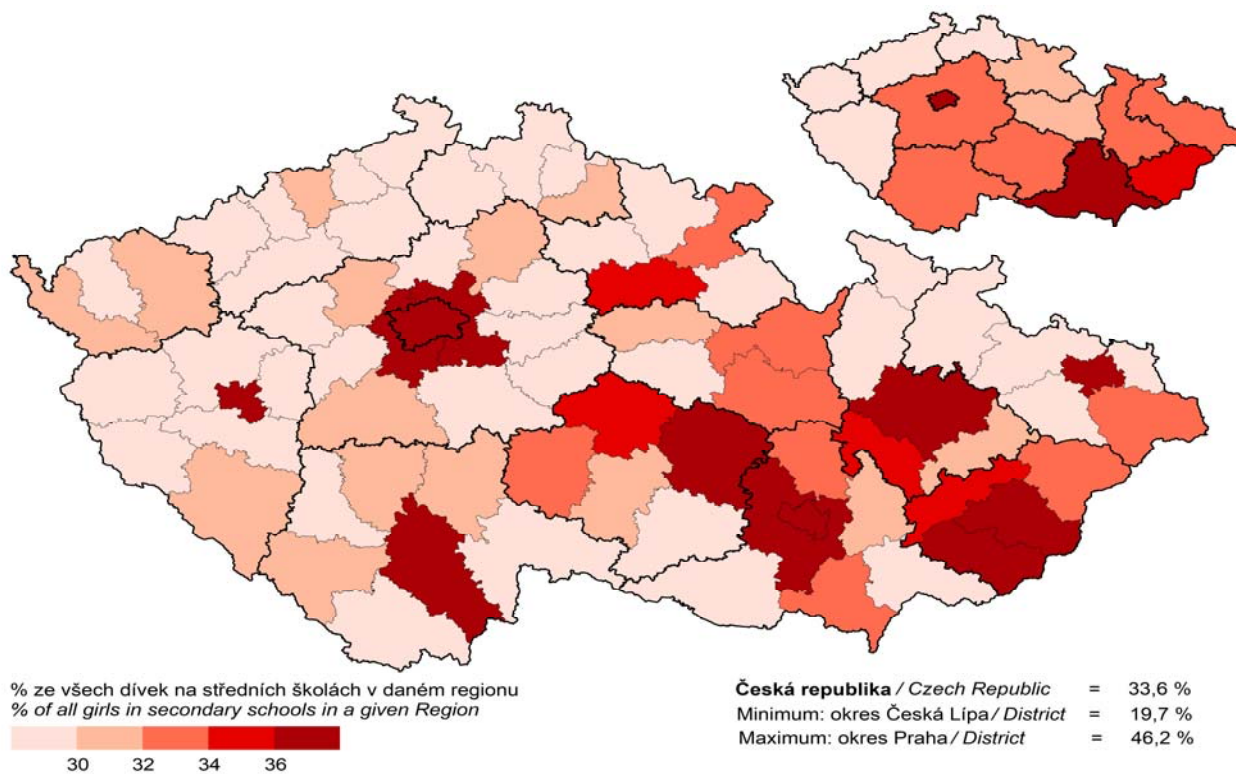 % ze všech dívek na středních školách v daném regionu
% of all girls in secondary schools in a given Region
30 32 34 36
Česká republika / Czech Republic = 33,6 %
Minimum: okres Česká Lípa / District = 19,7 %
Maximum: okres Praha / District = 46,2 %